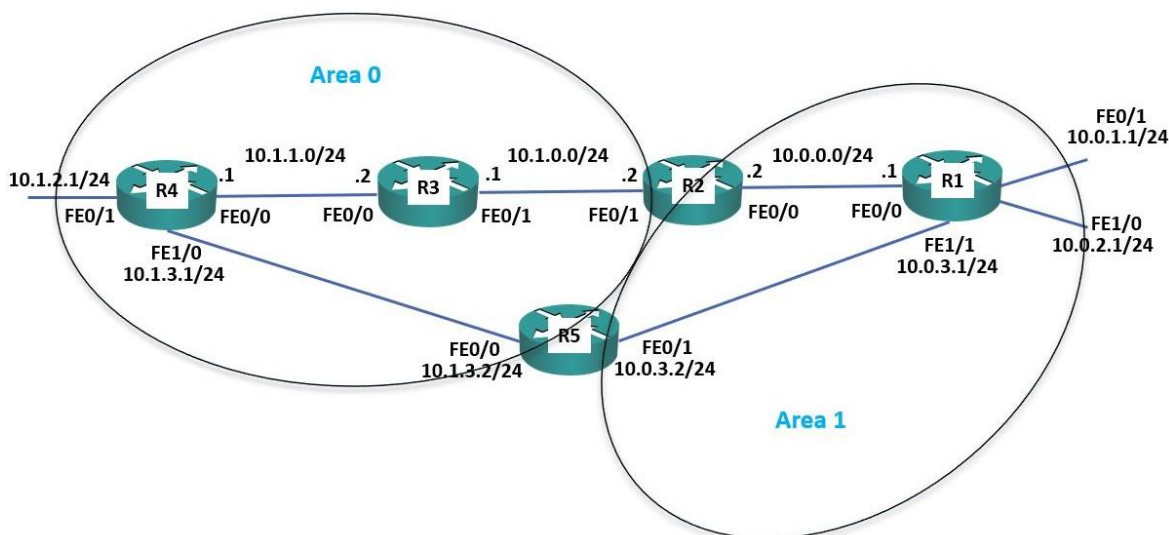 Area 0
FE0/1
10.0.1.1/24
10.1.1.0/24
10.1.0.0/24
10.0.0.0/24
10.1.2.1/24
R4
.1
.2
R3
.1
.2
R2
.2
.1
R1
FE0/1
FE0/0
FE0/0
FE0/1
FE0/1
FE0/0
FE0/0
FE1/0
10.0.2.1/24
FE1/0
10.1.3.1/24
FE1/1
10.0.3.1/24
R5
FE0/0
10.1.3.2/24
FE0/1
10.0.3.2/24
Area 1